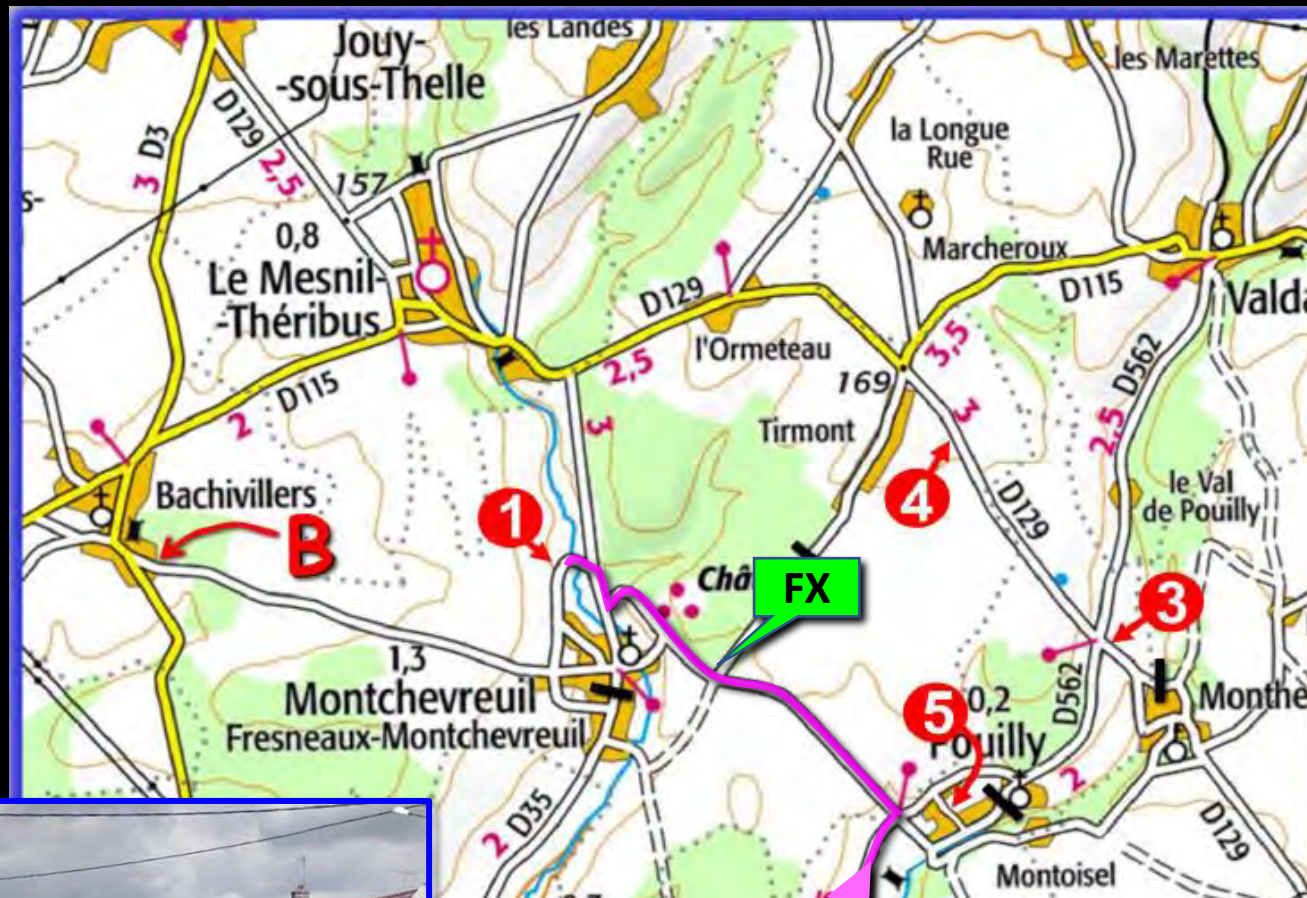 Jouy-
-sous-Thelle
les Landes
les Marettes
D129
3 D3
2,5
157
la Longue
Rue
0,8
Le Mesnil-
-Théribus
Marcheroux
D129
D115
Vald
l'Ormeteau
3,5
2,5
169
D562
D115
2
3
Tirmont
3
2,5
Bachivillers
B
1
4
D129
le Val
de Pouilly
Châ
FX
3
1,3
Montchevreuil
Fresneaux-Montchevreuil
5
0,2
Pouilly
D562
Monthe
2
2 D35
D129
Montoisel